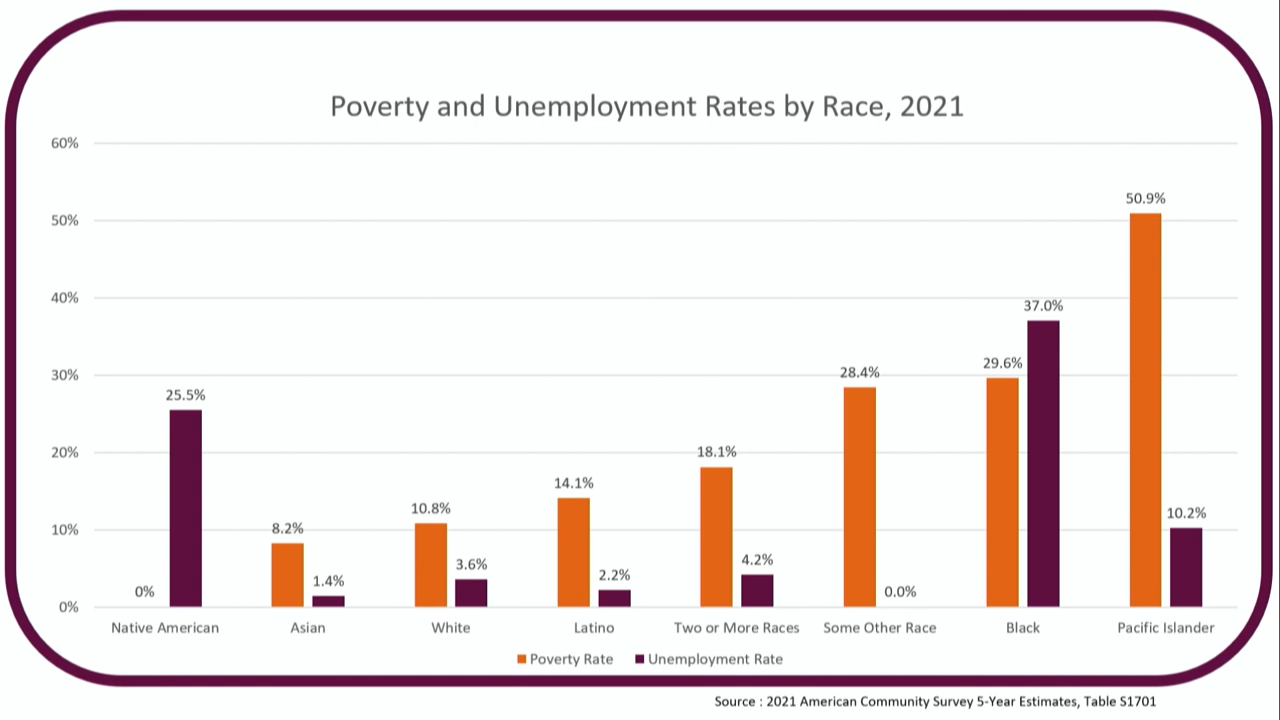 Poverty and Unemployment Rates by Race, 2021
60%
50%
40%
30%
20%
10%
0%
0%
25.5%
8.2%
1.4%
10.8%
3.6%
14.1%
2.2%
18.1%
4.2%
28.4%
0.0%
29.6%
37.0%
50.9%
10.2%
Native American
Asian
White
Latino
Two or More Races
Some Other Race
Black
Pacific Islander
Poverty Rate
Unemployment Rate
Source : 2021 American Community Survey 5-Year Estimates, Table S1701